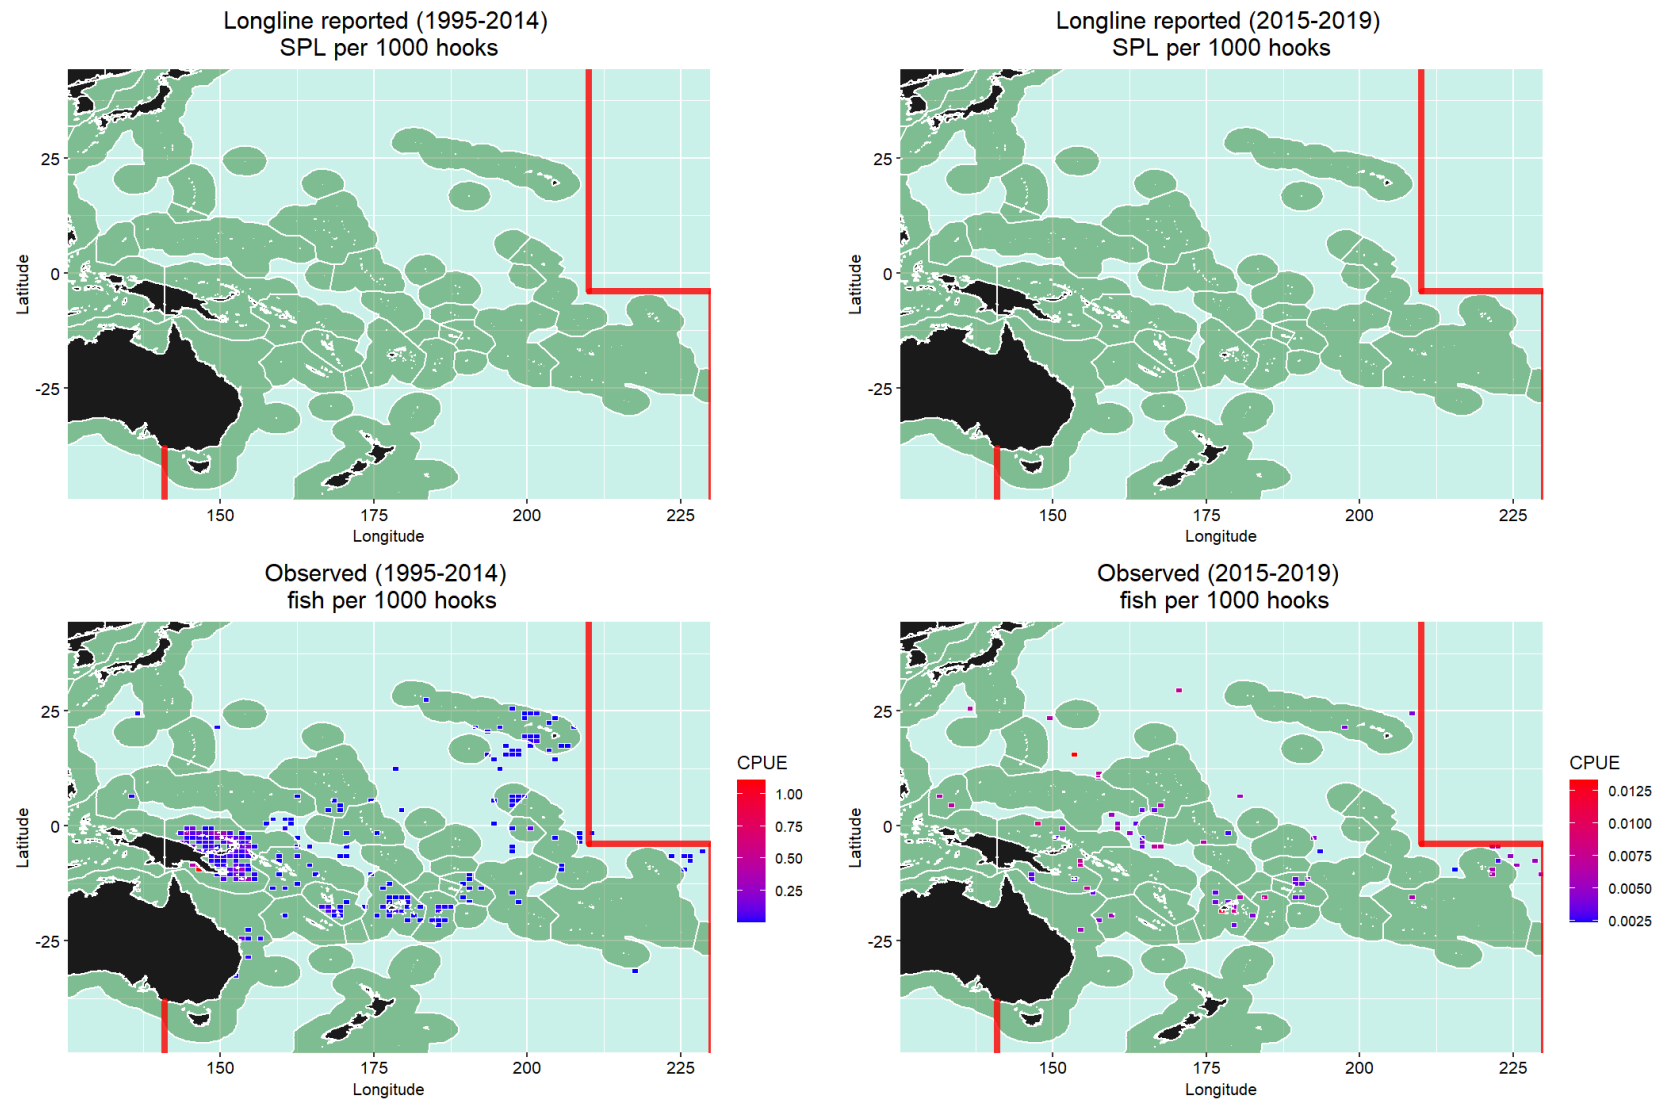 Longline reported (1995-2014)
SPL per 1000 hooks
25
0
-25
Latitude
150
175
200
225
Longitude
Longline reported (2015-2019)
SPL per 1000 hooks
25
0
-25
Latitude
150
175
200
225
Longitude
Observed (1995-2014)
fish per 1000 hooks
25
0
-25
Latitude
150
175
200
225
Longitude
CPUE
1.00
0.75
0.50
0.25
Observed (2015-2019)
fish per 1000 hooks
25
0
-25
Latitude
150
175
200
225
Longitude
CPUE
0.0125
0.0100
0.0075
0.0050
0.0025